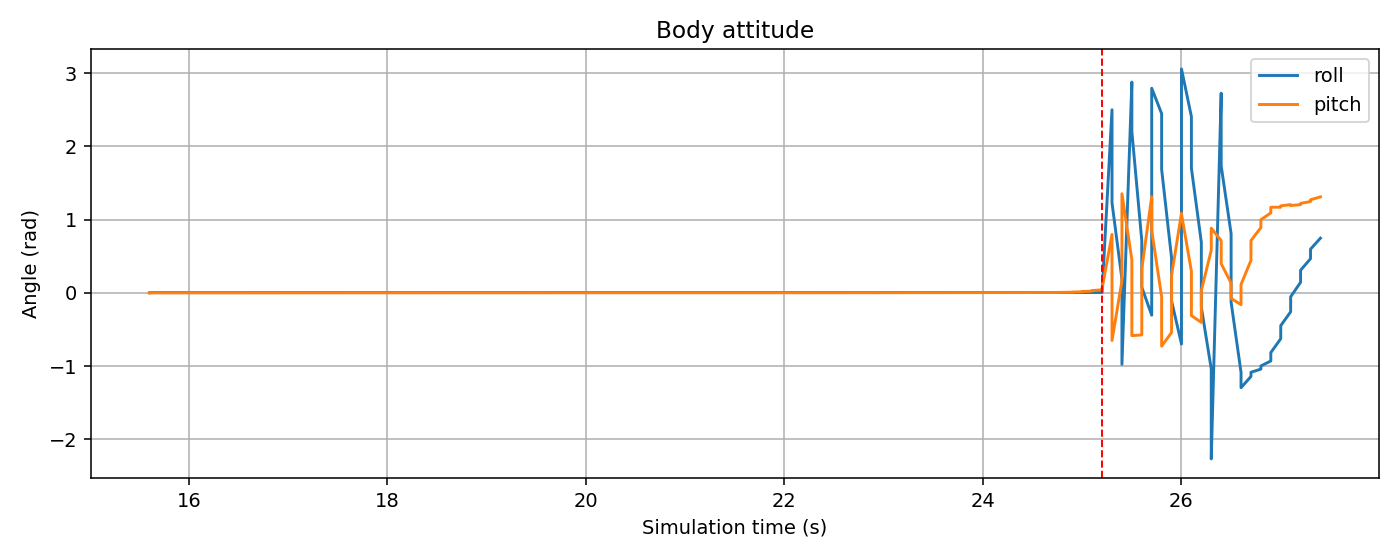 Body attitude
Angle (rad)
3
2
1
0
−1
−2
roll
pitch
16
18
20
22
24
26
Simulation time (s)